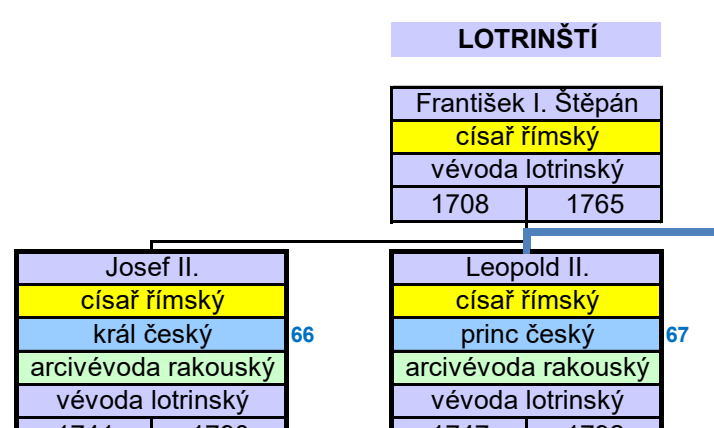 LOTRINŠTÍ
František I. Štěpán
císař římský
vévoda lotrinský
1708 1765
Josef II. Leopold II.
císař římský císař římský
král český 66 princ český 67
arcivévoda rakouský arcivévoda rakouský
vévoda lotrinský vévoda lotrinský